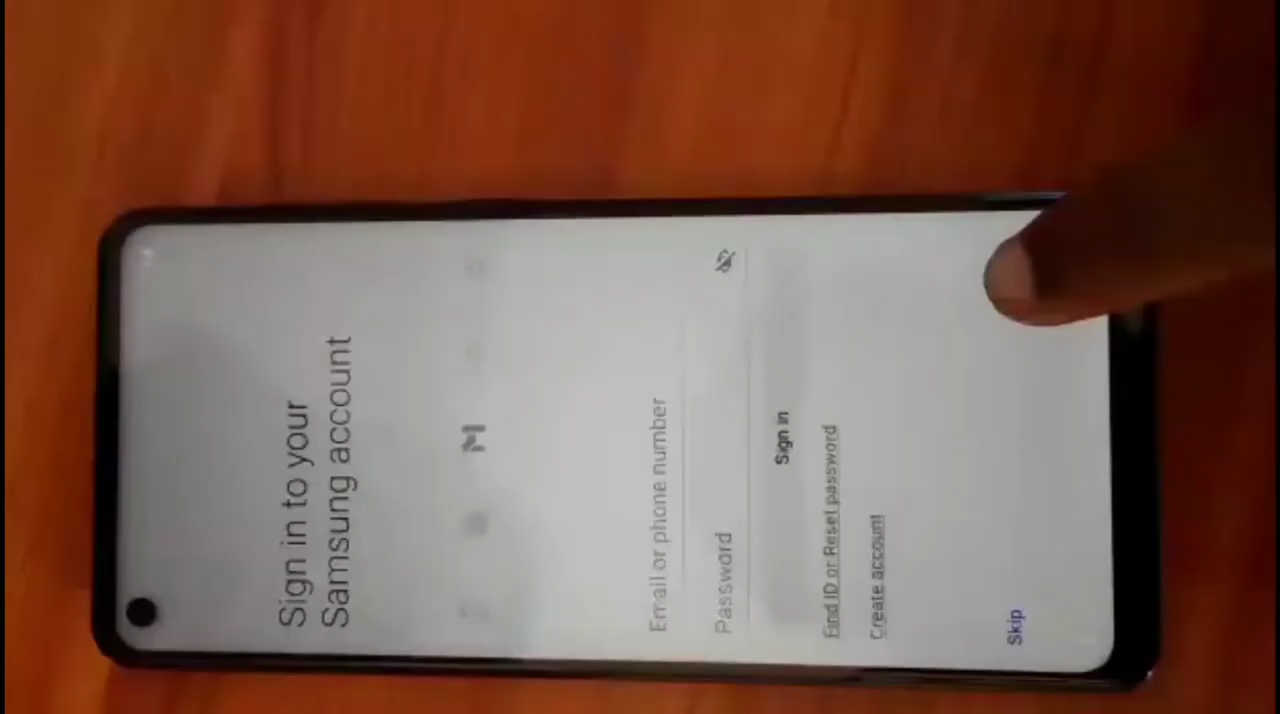 Sign in to your
Samsung account
Email or phone number
Password
Sign in
Find ID or Reset password
Create account
Skip